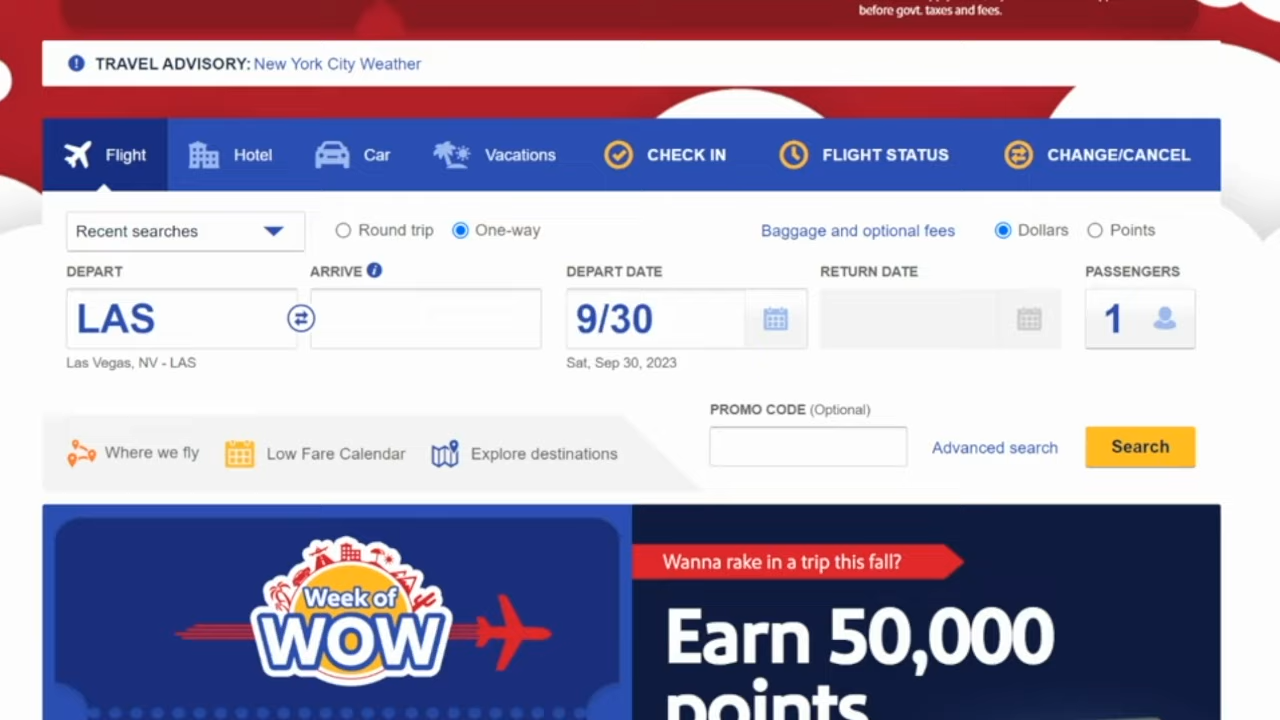 before govt. taxes and fees.
TRAVEL ADVISORY: New York City Weather
Flight Hotel Car Vacations CHECK IN FLIGHT STATUS CHANGE/CANCEL
Recent searches Round trip One-way Baggage and optional fees Dollars Points
DEPART ARRIVE DEPART DATE RETURN DATE PASSENGERS
LAS 9/30 1
Las Vegas, NV - LAS Sat, Sep 30, 2023
PROMO CODE (Optional)
Where we fly Low Fare Calendar Explore destinations Advanced search Search
Week of
WOW
Wanna rake in a trip this fall?
Earn 50,000
points